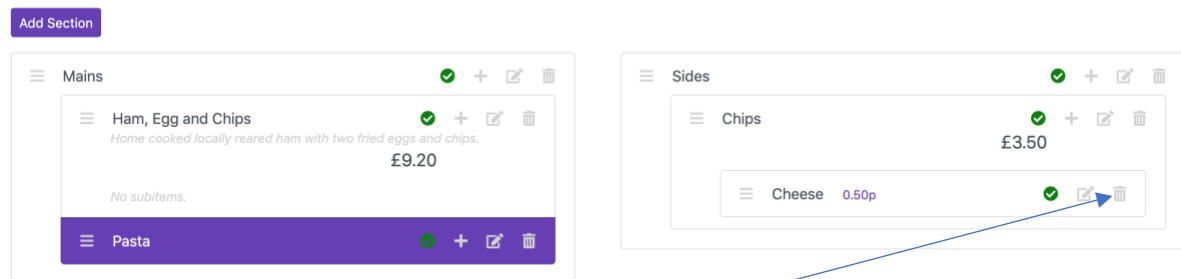 Add Section
Mains
Ham, Egg and Chips
Home cooked locally reared ham with two fried eggs and chips.
£9.20
No subitems.
Pasta
Sides
Chips
£3.50
Cheese 0.50p